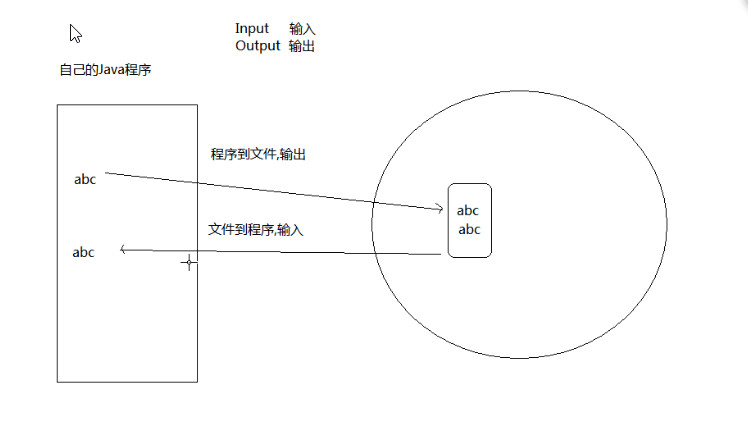 Input 输入
Output 输出
自己的Java程序
程序到文件,输出
abc
abc
abc
文件到程序,输入
abc